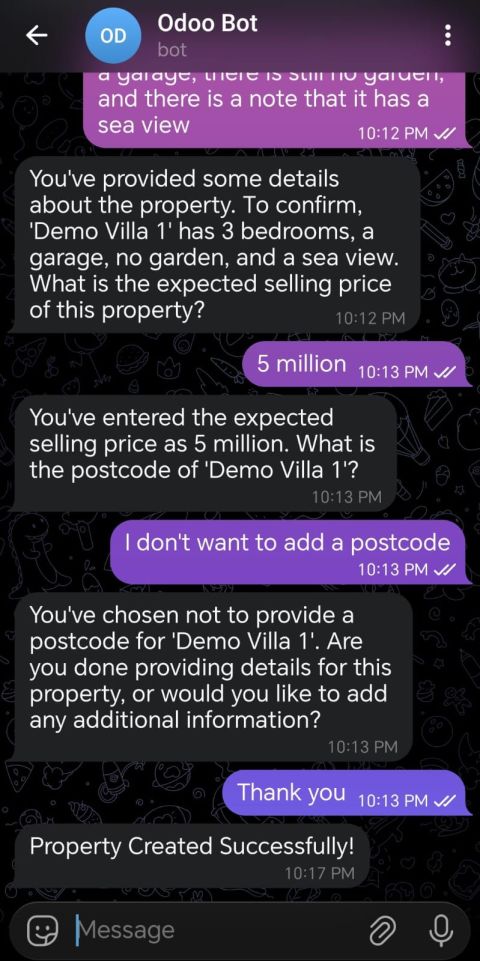 Odoo Bot
OD
bot
a garage, there is still no garden,
and there is a note that it has a
sea view
10:12 PM
You've provided some details
about the property. To confirm,
'Demo Villa 1' has 3 bedrooms, a
garage, no garden, and a sea view.
What is the expected selling price
of this property?
10:12 PM
5 million
10:13 PM
You've entered the expected
selling price as 5 million. What is
the postcode of 'Demo Villa 1'?
10:13 PM
I don't want to add a postcode
10:13 PM
You've chosen not to provide a
postcode for 'Demo Villa 1'. Are
you done providing details for this
property, or would you like to add
any additional information?
10:13 PM
Thank you
10:13 PM
Property Created Successfully!
10:17 PM
Message